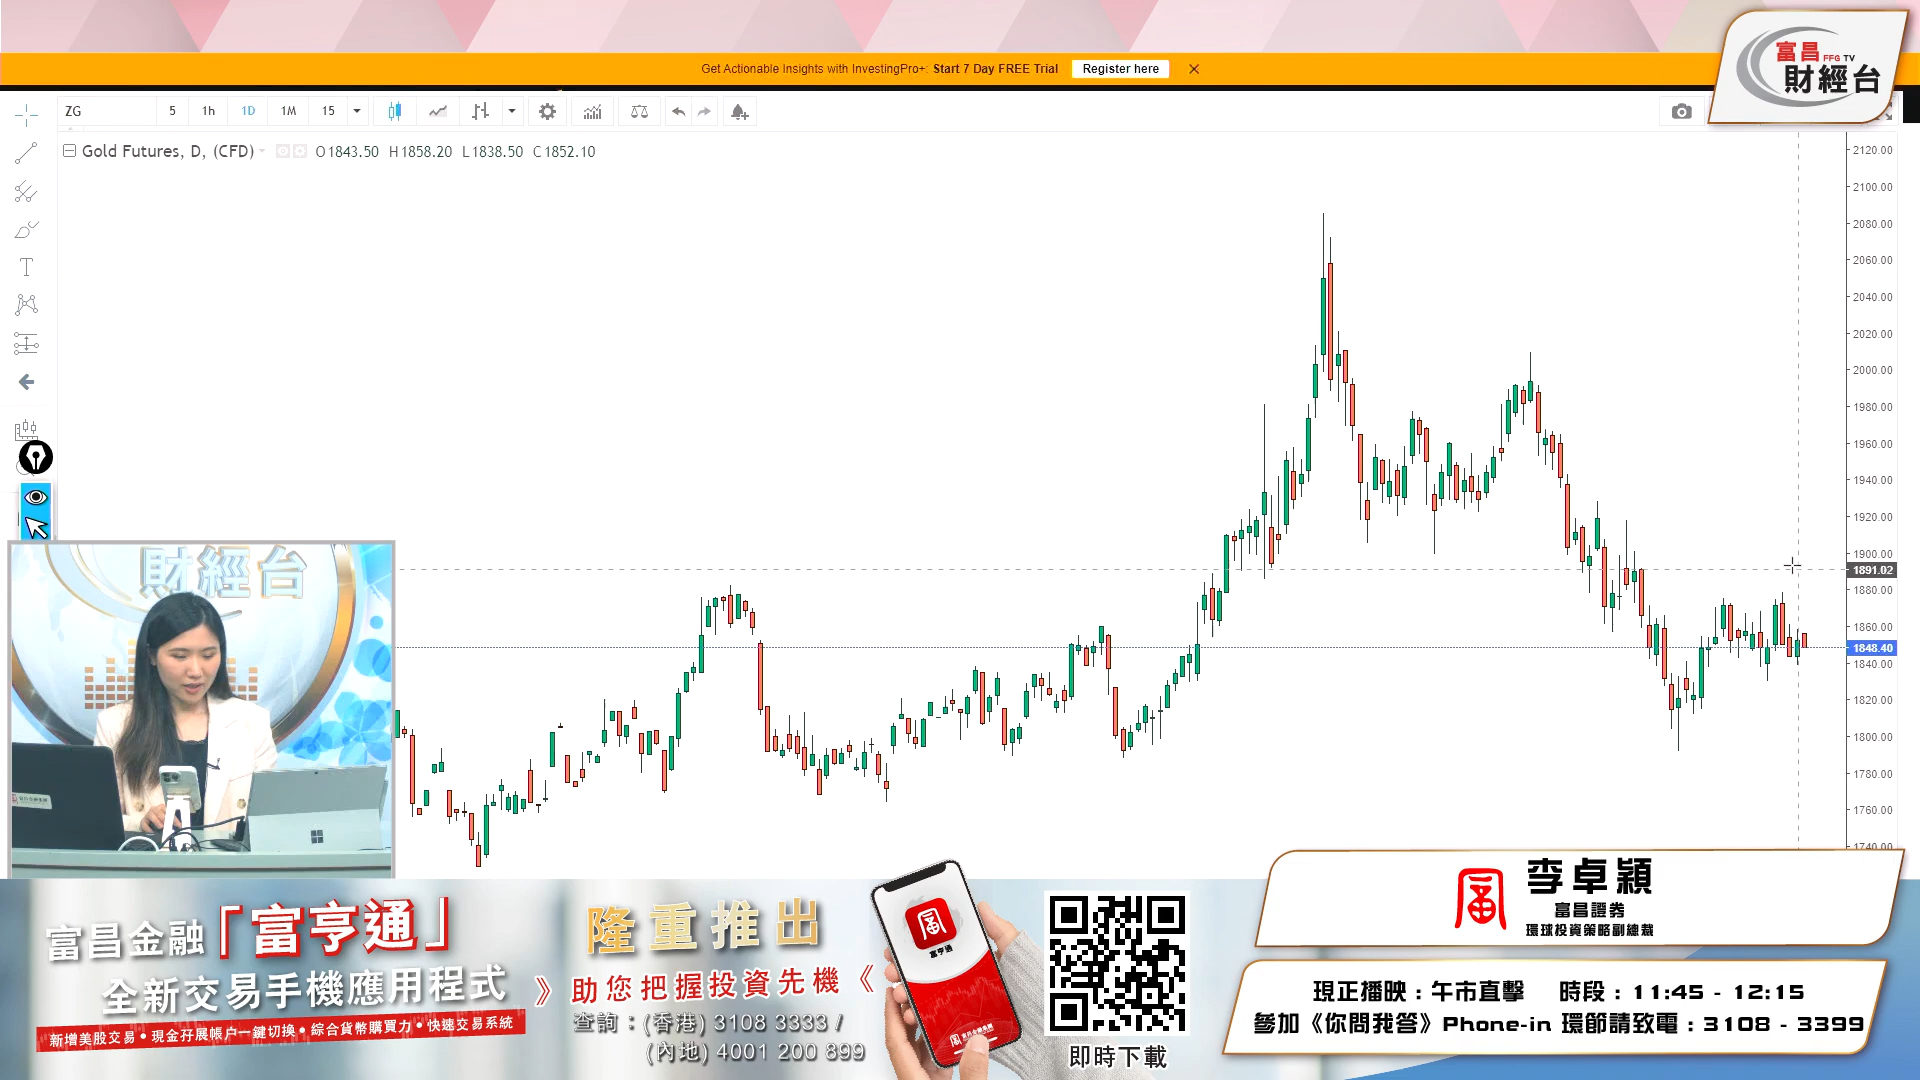 Get Actionable Insights with InvestingPro+: Start 7 Day FREE Trial
Register here
富昌 FFG TV
財經台
ZG 5 1h 1D 1M 15
Gold Futures, D, (CFD) O1843.50 H1858.20 L1838.50 C1852.10
2120.00
2100.00
2080.00
2060.00
2040.00
2020.00
2000.00
1980.00
1960.00
1940.00
1920.00
1900.00
1891.02
1880.00
1860.00
1848.40
1840.00
1820.00
1800.00
1780.00
1760.00
1740.00
財經台
富昌金融「富亨通」
全新交易手機應用程式
新增美股交易•現金孖展帳户一鍵切換•綜合貨幣購買力•快速交易系統
隆重推出
》助您把握投資先機《
查詢：(香港) 3108 3333 /
(內地) 4001 200 899
富亨通
即時下載
李卓穎
富昌證券
環球投資策略副總裁
現正播映：午市直擊 時段：11:45 - 12:15
參加《你問我答》Phone-in 環節請致電：3108 - 3399